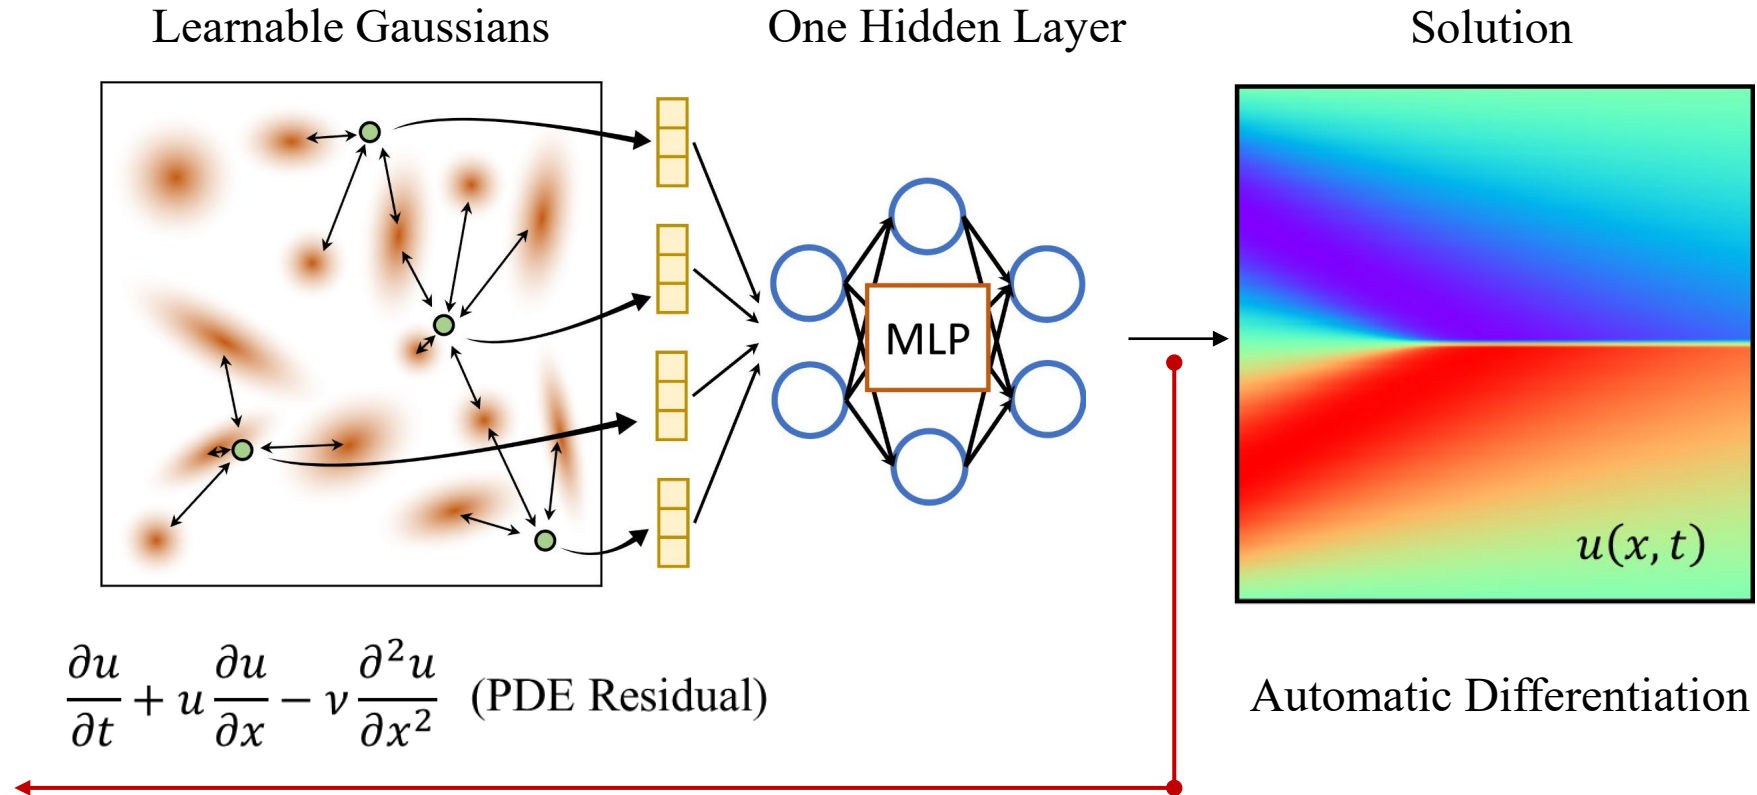 Learnable Gaussians
One Hidden Layer
Solution
MLP
u(x, t)
∂u/∂t + u ∂u/∂x − ν ∂²u/∂x² (PDE Residual)
Automatic Differentiation